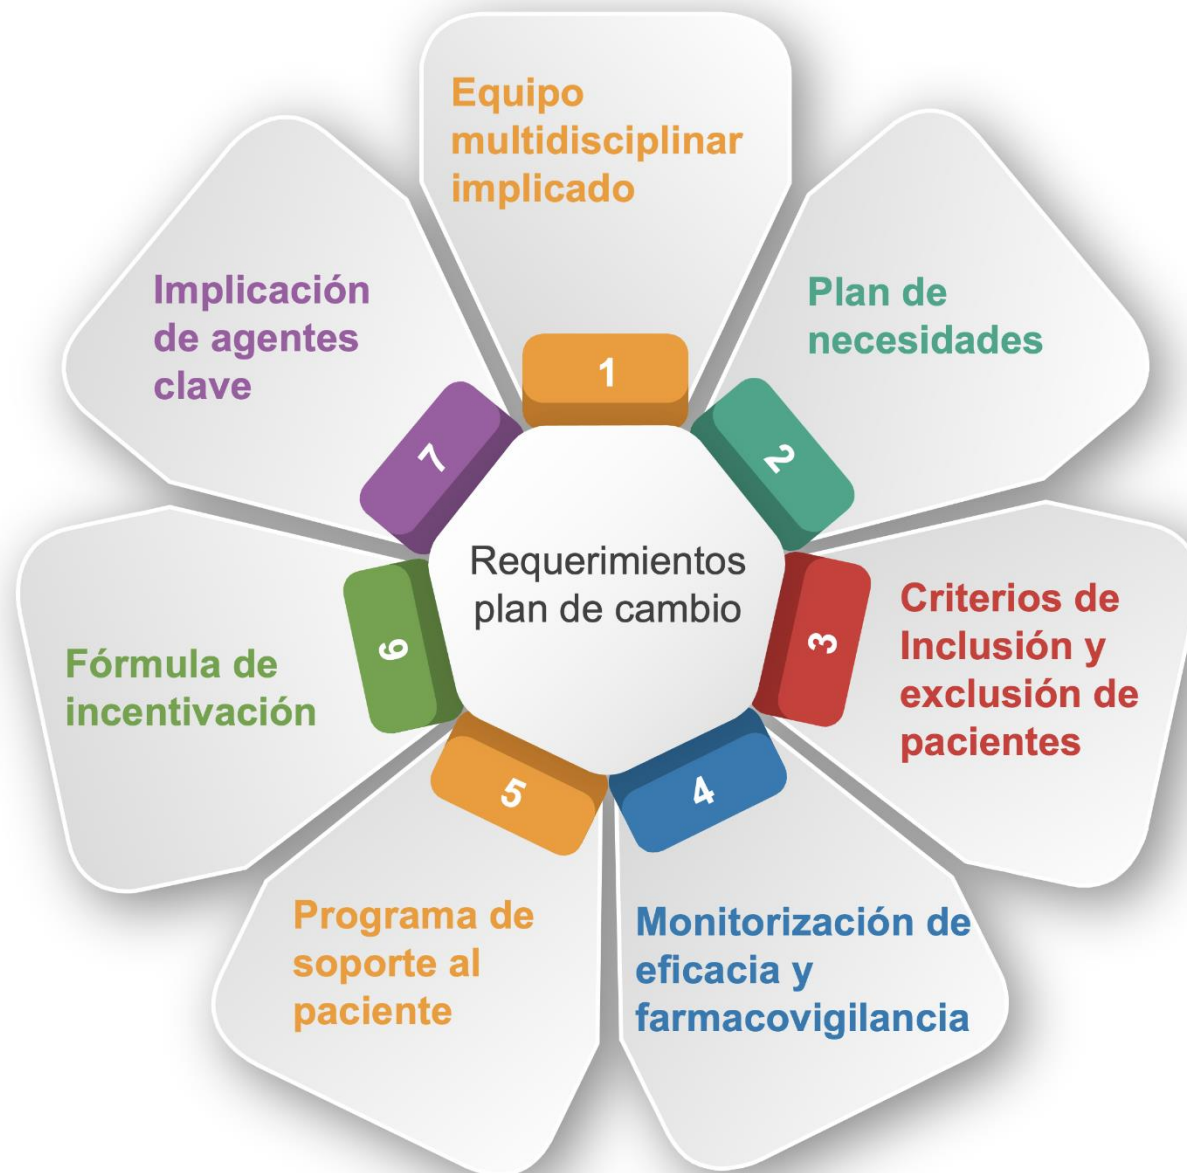 Equipo
multidisciplinar
implicado
1
Plan de
necesidades
2
Criterios de
Inclusión y
exclusión de
pacientes
3
Monitorización de
eficacia y
farmacovigilancia
4
Programa de
soporte al
paciente
5
Fórmula de
incentivación
6
Implicación
de agentes
clave
7
Requerimientos
plan de cambio